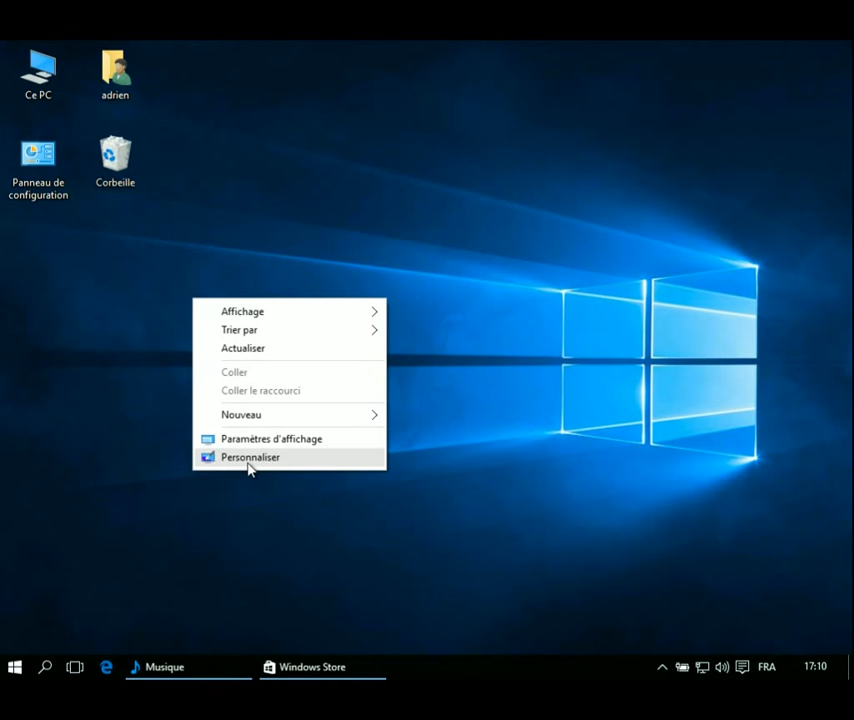 Ce PC
adrien
Panneau de
configuration
Corbeille
Affichage
Trier par
Actualiser
Coller
Coller le raccourci
Nouveau
Paramètres d'affichage
Personnaliser
Musique
Windows Store
FRA
17:10